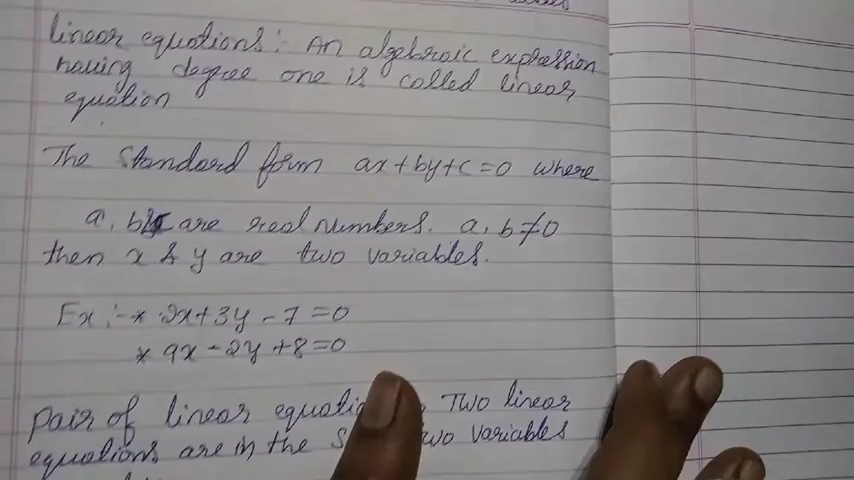 linear equations :- An algebraic expression
having degree one is called linear
equation
The standard form ax+by+c=0 where
a, b are real numbers. a, b≠0
then x & y are two variables.
Ex :- * 2x+3y-7=0
* 9x-2y+8=0
pair of linear Two linear
equations are in the two variables